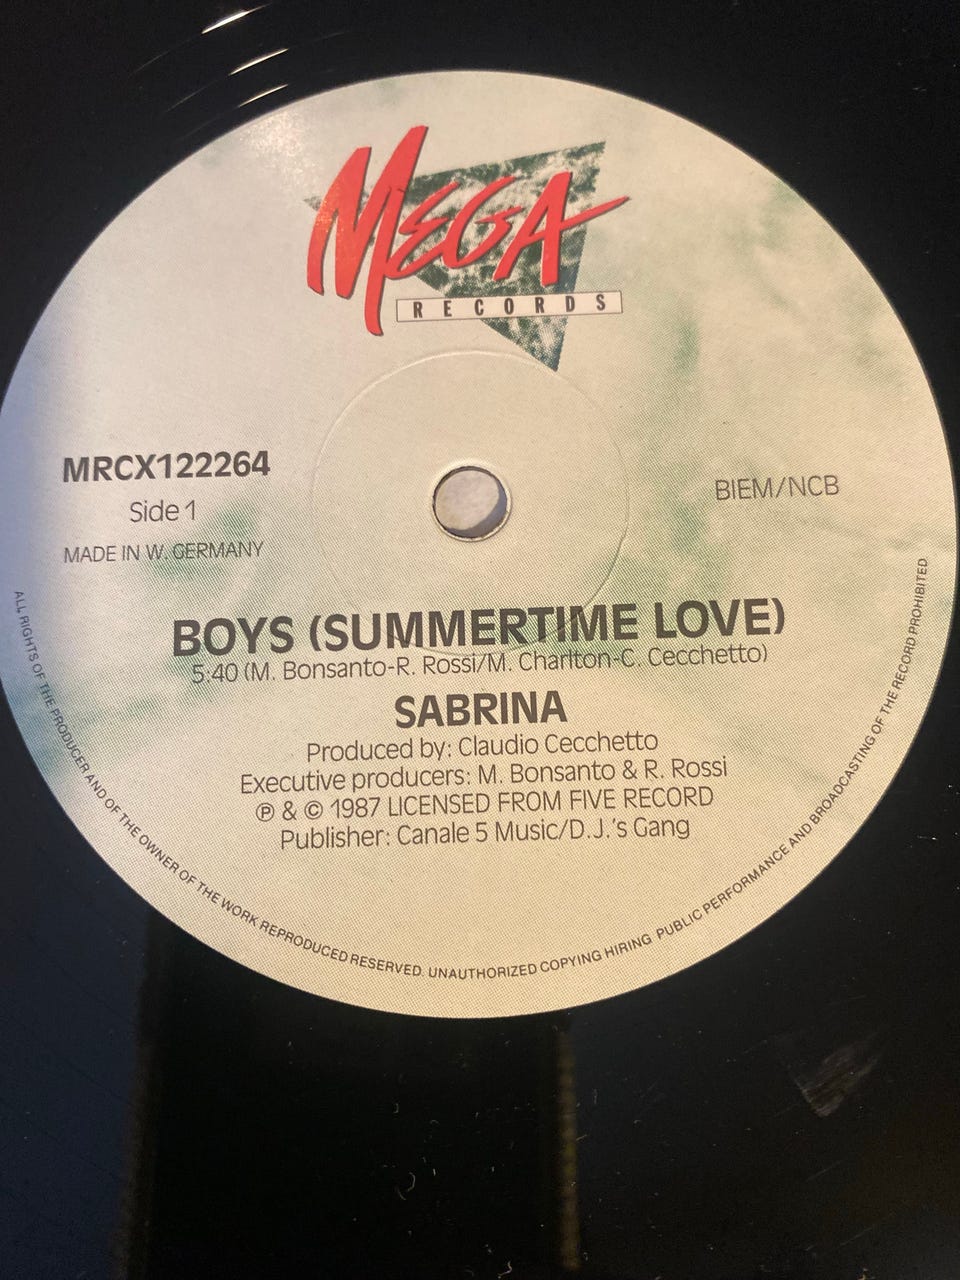 MEGA
RECORDS
MRCX122264
Side 1
MADE IN W. GERMANY
BIEM/NCB
BOYS (SUMMERTIME LOVE)
5:40 (M. Bonsanto-R. Rossi/M. Charlton-C. Cecchetto)
SABRINA
Produced by: Claudio Cecchetto
Executive producers: M. Bonsanto & R. Rossi
℗ & © 1987 LICENSED FROM FIVE RECORD
Publisher: Canale 5 Music/D.J.'s Gang
ALL RIGHTS OF THE PRODUCER AND OF THE OWNER OF THE WORK REPRODUCED RESERVED. UNAUTHORIZED COPYING HIRING PUBLIC PERFORMANCE AND BROADCASTING OF THE RECORD PROHIBITED